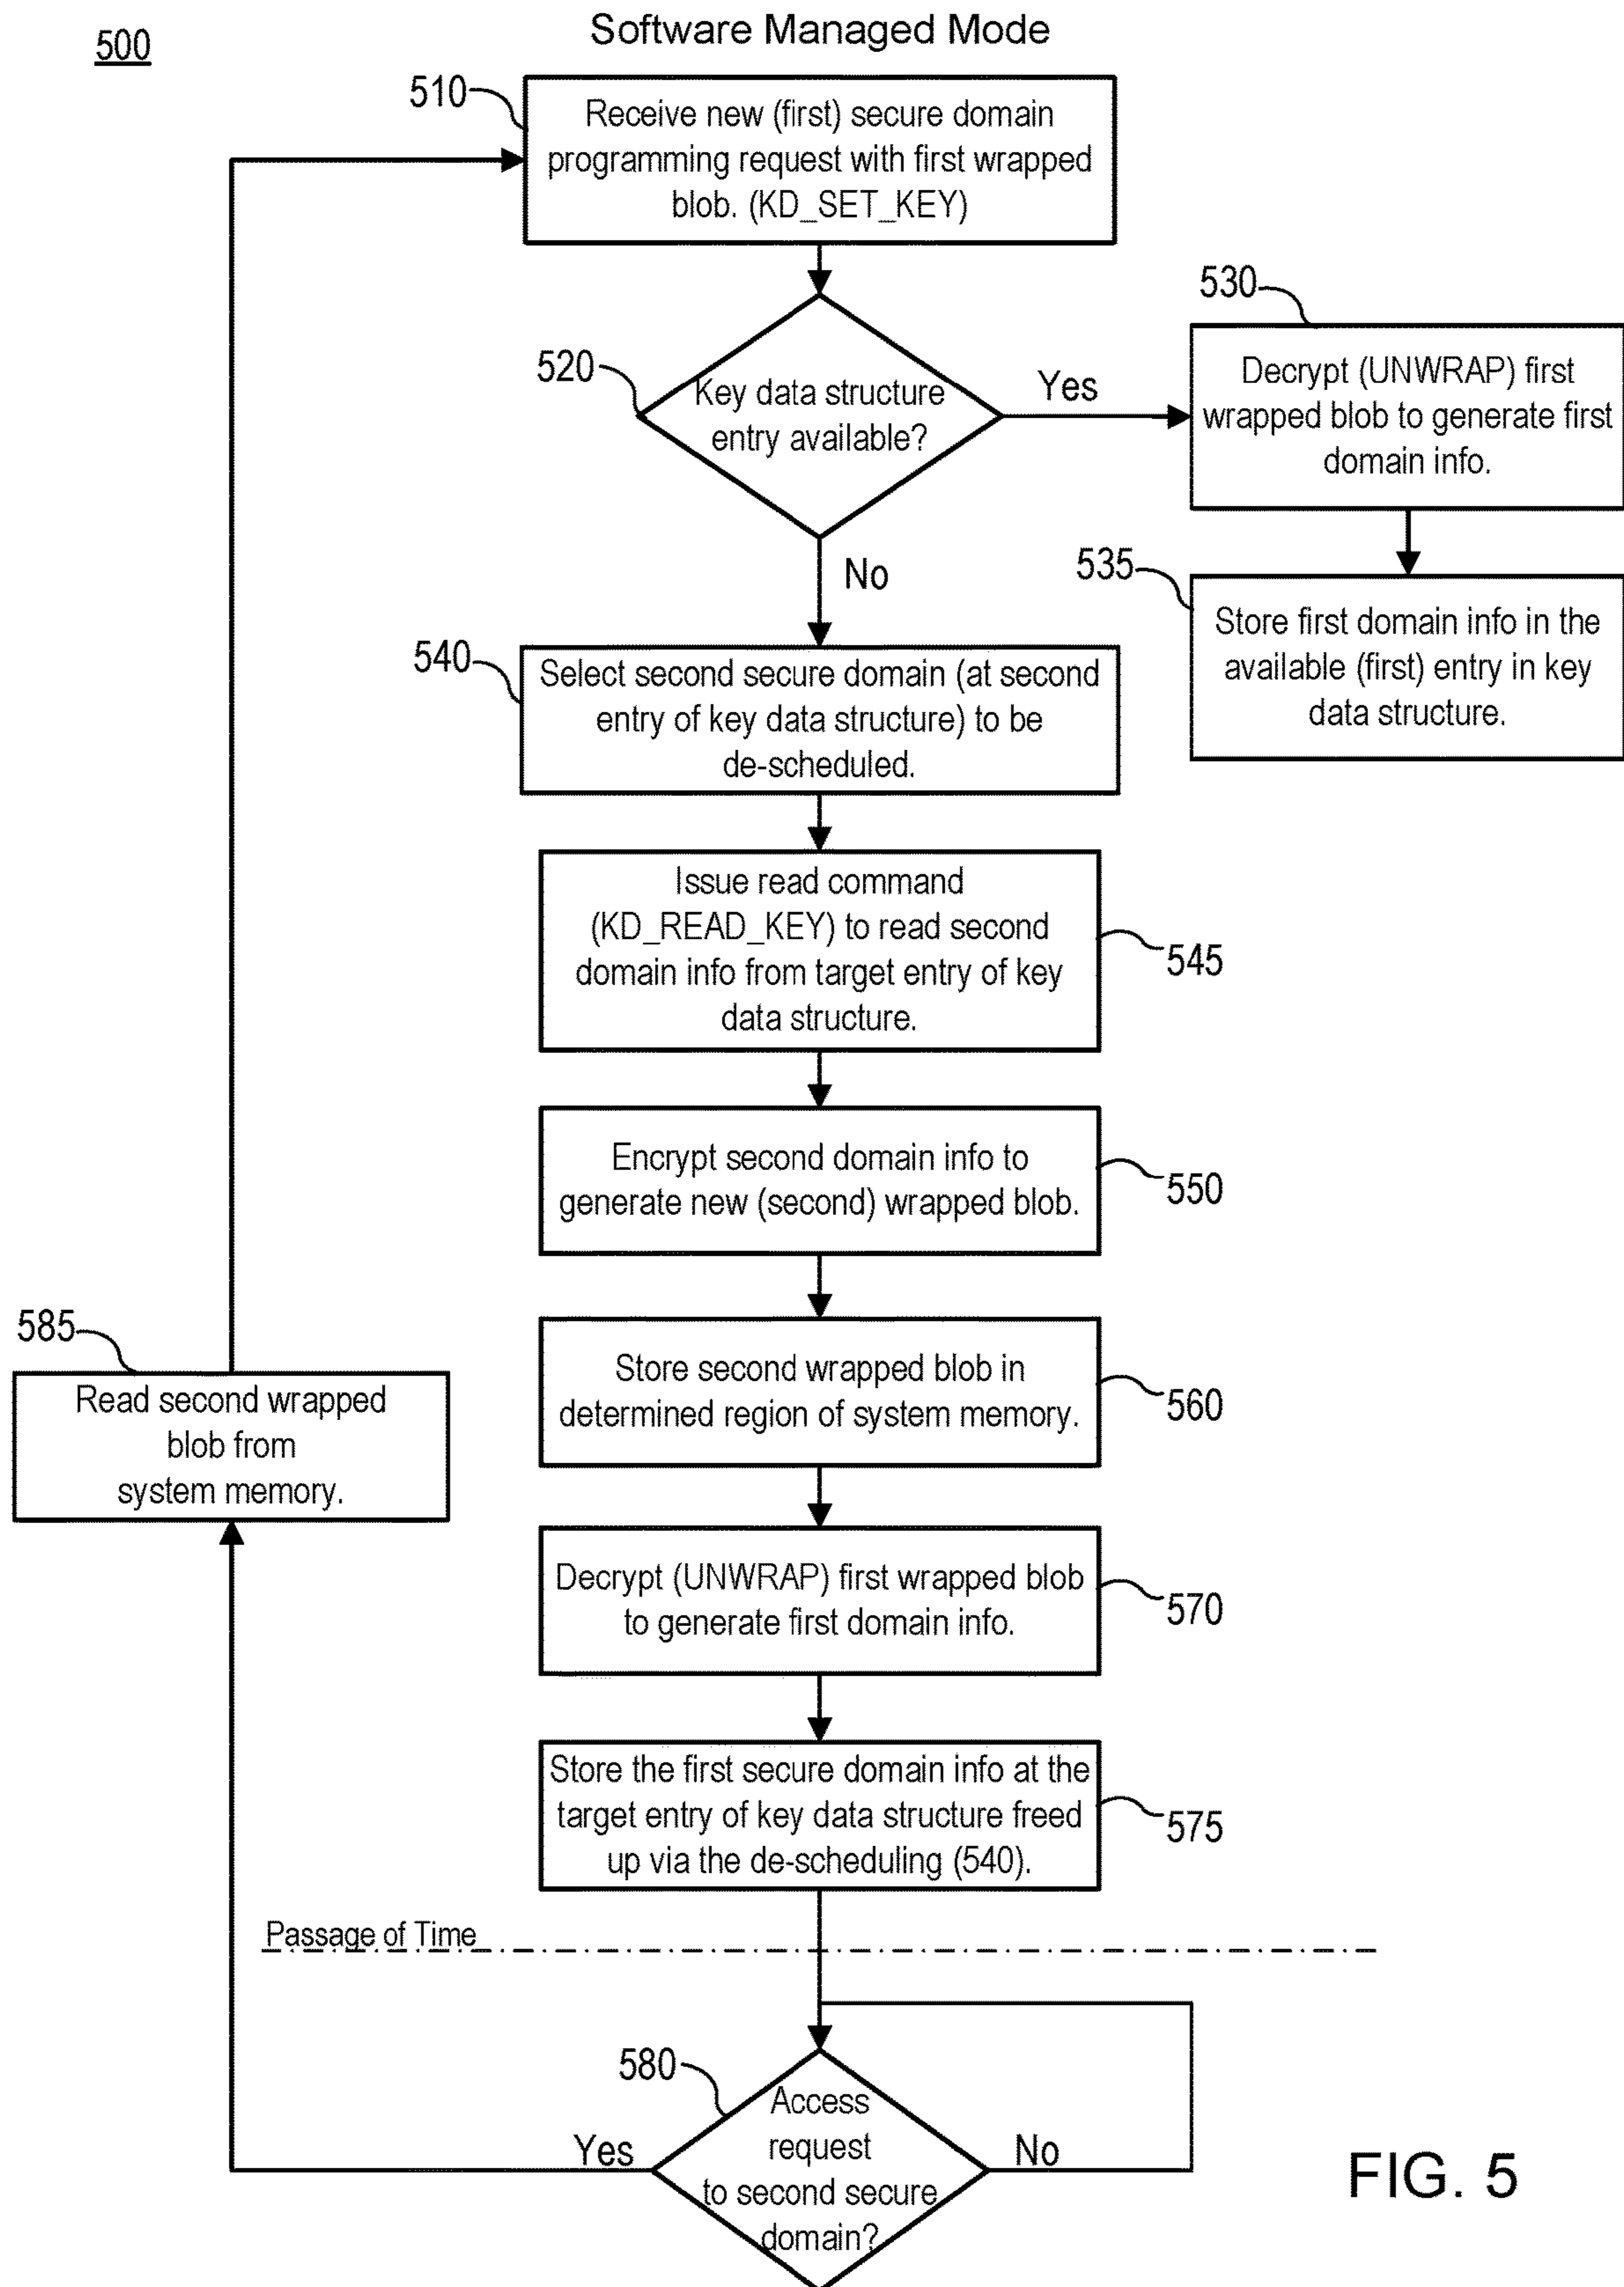 Software Managed Mode
500
510
Receive new (first) secure domain
programming request with first wrapped
blob. (KD_SET_KEY)
520
Key data structure
entry available?
Yes
530
Decrypt (UNWRAP) first
wrapped blob to generate first
domain info.
No
535
Store first domain info in the
available (first) entry in key
data structure.
540
Select second secure domain (at second
entry of key data structure) to be
de-scheduled.
Issue read command
(KD_READ_KEY) to read second
domain info from target entry of key
data structure.
545
Encrypt second domain info to
generate new (second) wrapped blob.
550
585
Read second wrapped
blob from
system memory.
Store second wrapped blob in
determined region of system memory.
560
Decrypt (UNWRAP) first wrapped blob
to generate first domain info.
570
Store the first secure domain info at the
target entry of key data structure freed
up via the de-scheduling (540).
575
Passage of Time
580
Access
request
to second secure
domain?
Yes
No
FIG. 5